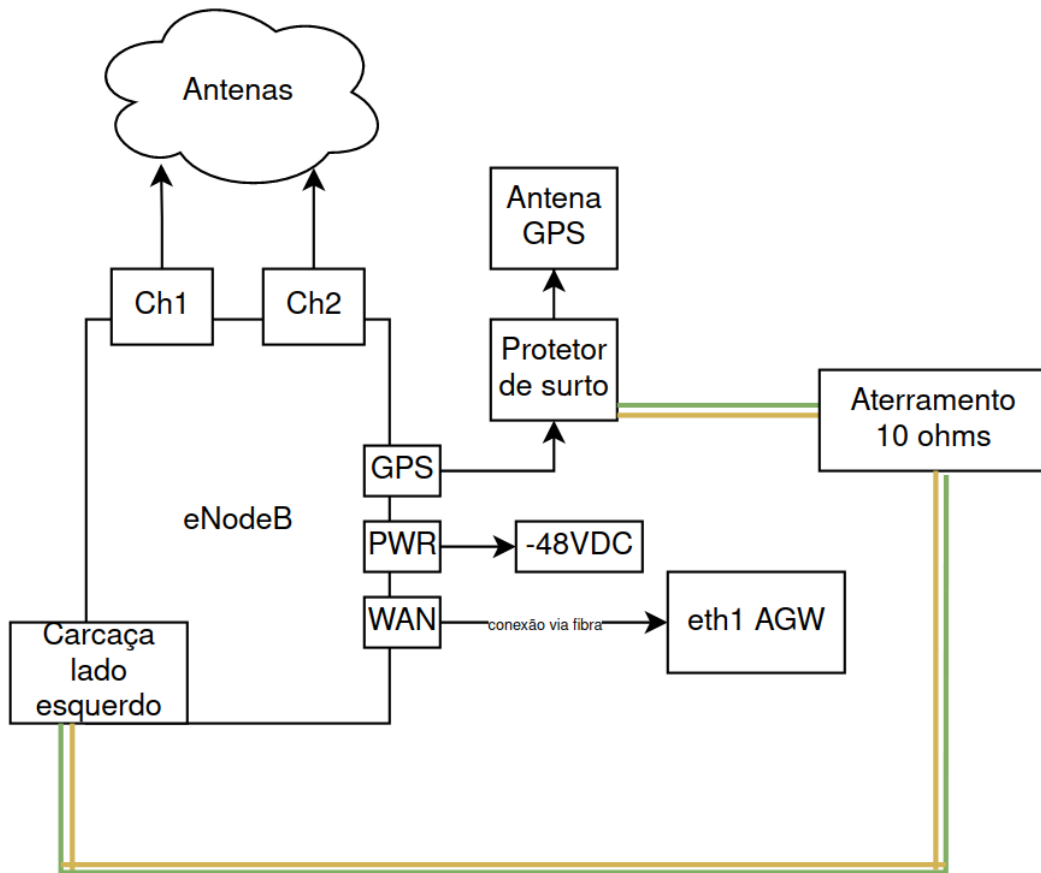 Antenas
Antena
GPS
Ch1
Ch2
Protetor
de surto
Aterramento
10 ohms
GPS
eNodeB
PWR
-48VDC
WAN
conexão via fibra
eth1 AGW
Carcaça
lado
esquerdo